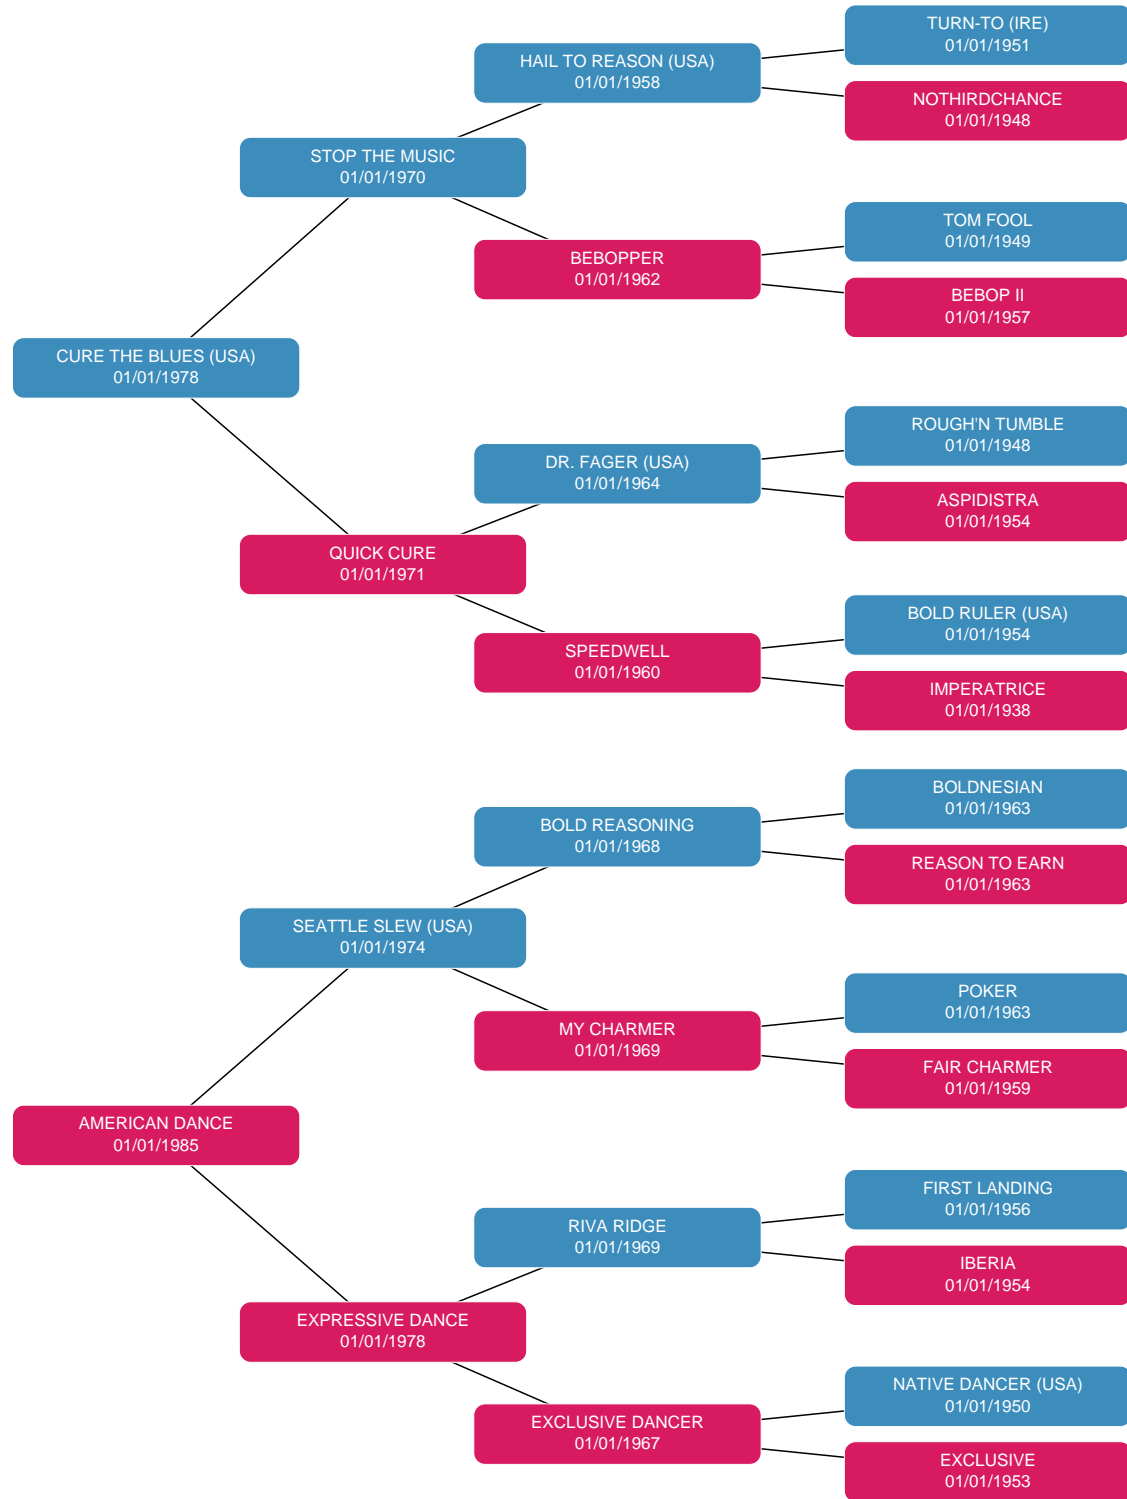 TURN-TO (IRE)
01/01/1951
HAIL TO REASON (USA)
01/01/1958
NOTHIRDCHANCE
01/01/1948
STOP THE MUSIC
01/01/1970
TOM FOOL
01/01/1949
BEBOPPER
01/01/1962
BEBOP II
01/01/1957
CURE THE BLUES (USA)
01/01/1978
ROUGH'N TUMBLE
01/01/1948
DR. FAGER (USA)
01/01/1964
ASPIDISTRA
01/01/1954
QUICK CURE
01/01/1971
BOLD RULER (USA)
01/01/1954
SPEEDWELL
01/01/1960
IMPERATRICE
01/01/1938
BOLDNESIAN
01/01/1963
BOLD REASONING
01/01/1968
REASON TO EARN
01/01/1963
SEATTLE SLEW (USA)
01/01/1974
POKER
01/01/1963
MY CHARMER
01/01/1969
FAIR CHARMER
01/01/1959
AMERICAN DANCE
01/01/1985
FIRST LANDING
01/01/1956
RIVA RIDGE
01/01/1969
IBERIA
01/01/1954
EXPRESSIVE DANCE
01/01/1978
NATIVE DANCER (USA)
01/01/1950
EXCLUSIVE DANCER
01/01/1967
EXCLUSIVE
01/01/1953